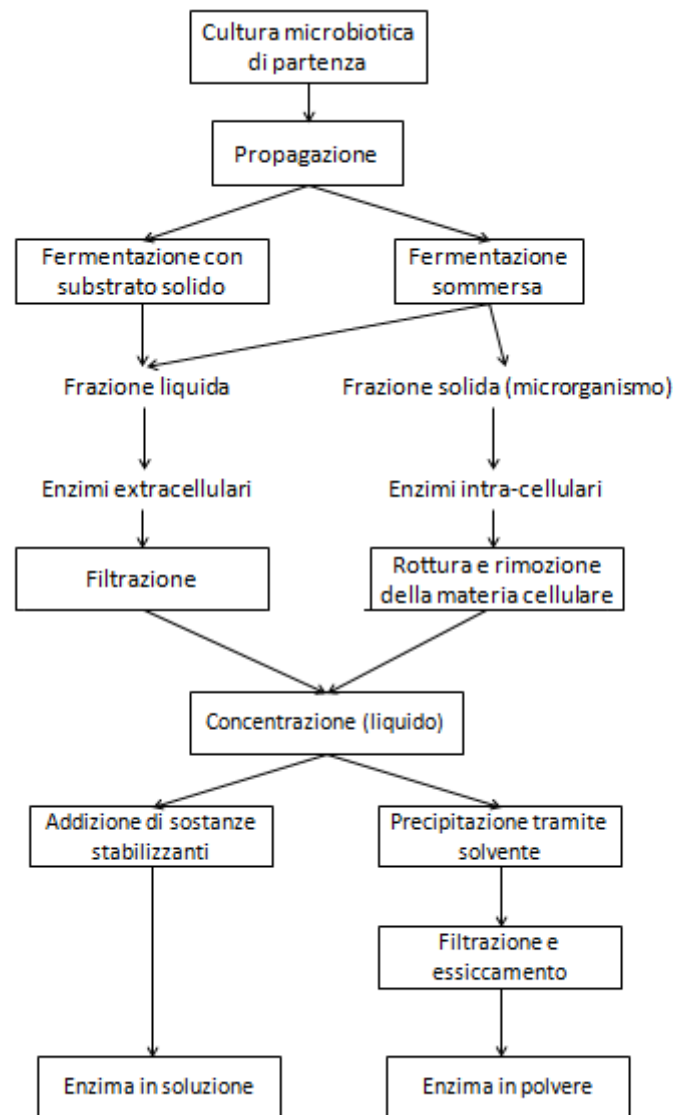 Cultura microbiotica
di partenza
Propagazione
Fermentazione con
substrato solido
Fermentazione
sommersa
Frazione liquida
Frazione solida (microrganismo)
Enzimi extracellulari
Enzimi intra-cellulari
Filtrazione
Rottura e rimozione
della materia cellulare
Concentrazione (liquido)
Addizione di sostanze
stabilizzanti
Precipitazione tramite
solvente
Filtrazione e
essiccamento
Enzima in soluzione
Enzima in polvere